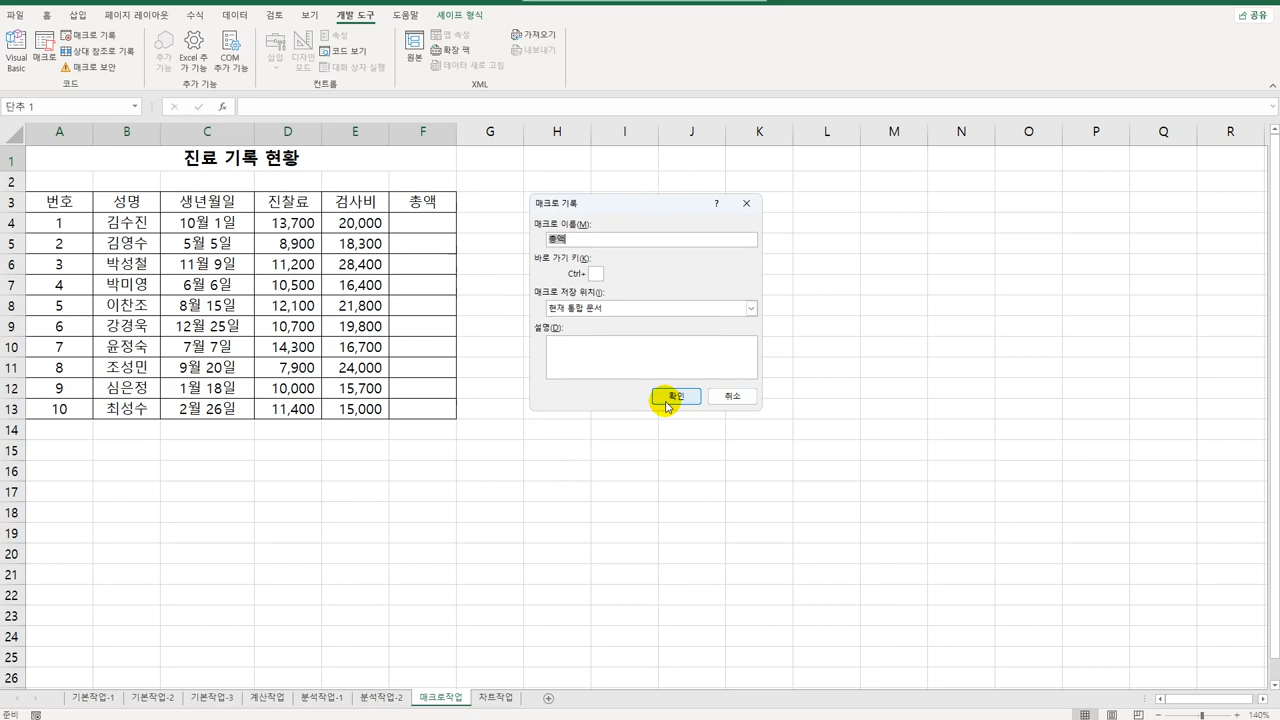 파일 홈 삽입 페이지 레이아웃 수식 데이터 검토 보기 개발 도구 도움말 셰이프 형식 공유
Visual Basic 매크로 매크로 기록 상대 참조로 기록 매크로 보안 코드
추가 기능 Excel 추가 기능 COM 추가 기능 추가 기능
삽입 디자인 모드 속성 코드 보기 대화 상자 실행 컨트롤
원본 맵 속성 확장 팩 데이터 새로 고침 가져오기 내보내기 XML
단추 1 fx
A B C D E F G H I J K L M N O P Q R
1 진료 기록 현황
2
3 번호 성명 생년월일 진찰료 검사비 총액
4 1 김수진 10월 1일 13,700 20,000
5 2 김영수 5월 5일 8,900 18,300
6 3 박성철 11월 9일 11,200 28,400
7 4 박미영 6월 6일 10,500 16,400
8 5 이찬조 8월 15일 12,100 21,800
9 6 강경욱 12월 25일 10,700 19,800
10 7 윤정숙 7월 7일 14,300 16,700
11 8 조성민 9월 20일 7,900 24,000
12 9 심은정 1월 18일 10,000 15,700
13 10 최성수 2월 26일 11,400 15,000
14
15
16
17
18
19
20
21
22
23
24
25
26
매크로 기록 ?
매크로 이름(M):
총액
바로 가기 키(K):
Ctrl+
매크로 저장 위치(I):
현재 통합 문서
설명(D):
확인 취소
기본작업-1 기본작업-2 기본작업-3 계산작업 분석작업-1 분석작업-2 매크로작업 차트작업
준비 140%